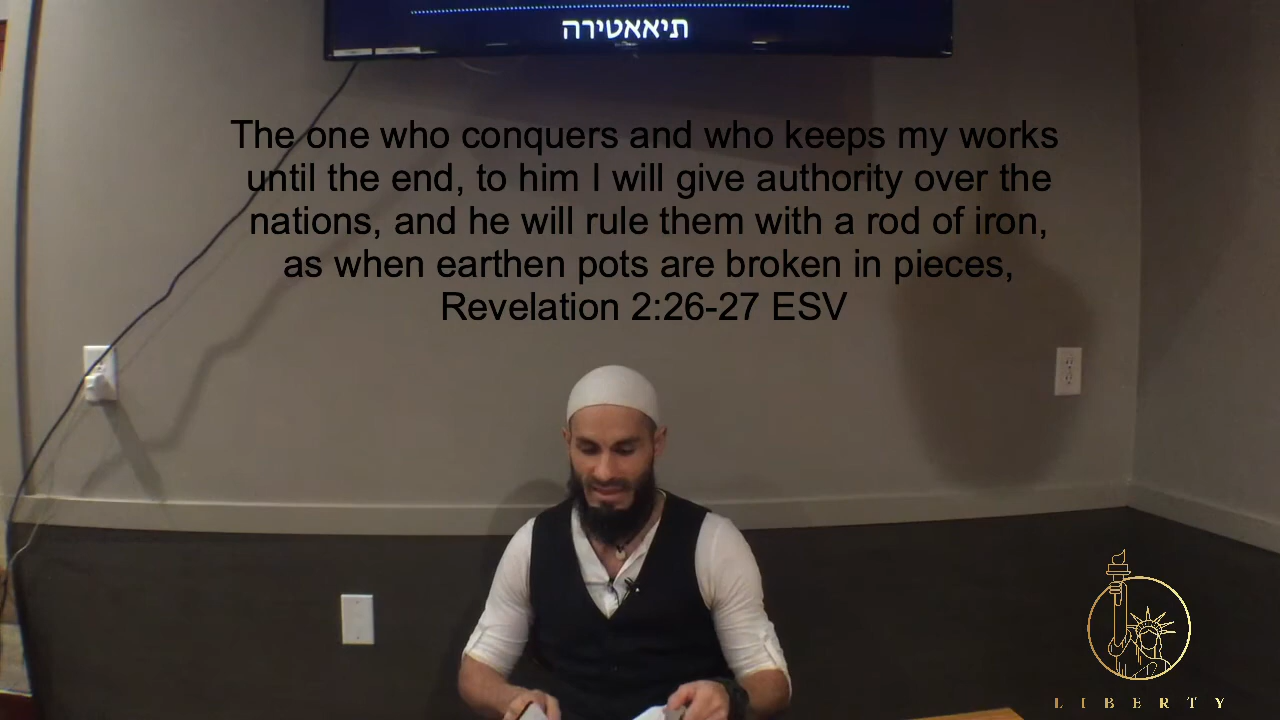 תיאאטירה
The one who conquers and who keeps my works
until the end, to him I will give authority over the
nations, and he will rule them with a rod of iron,
as when earthen pots are broken in pieces,
Revelation 2:26-27 ESV
LIBERTY